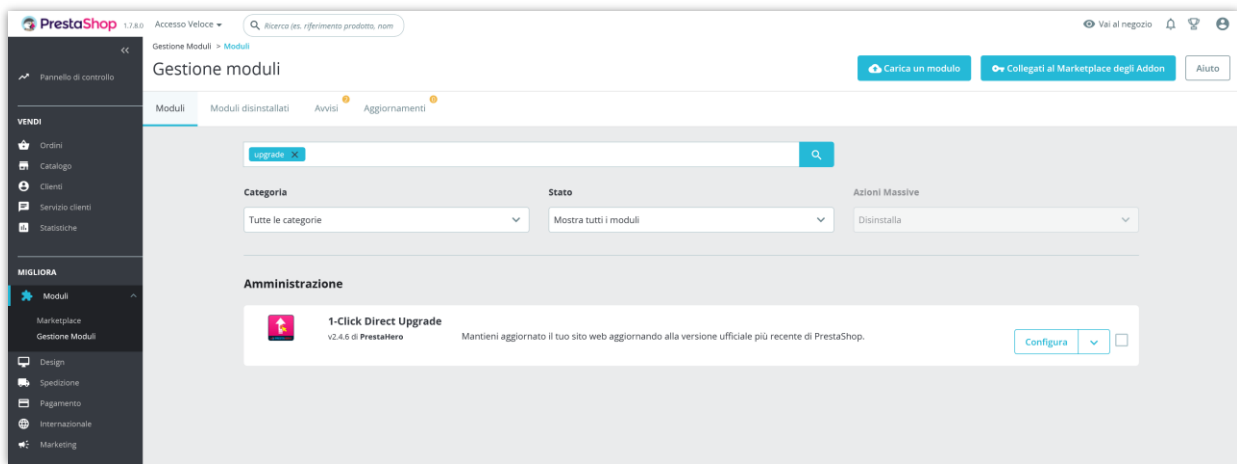 PrestaShop 1.7.8.0 Accesso Veloce Ricerca (es. riferimento prodotto, nom Vai al negozio
Gestione Moduli > Moduli
Gestione moduli
Carica un modulo Collegati al Marketplace degli Addon Aiuto
Moduli Moduli disinstallati Avvisi Aggiornamenti
Pannello di controllo
VENDI
Ordini
Catalogo
Clienti
Servizio clienti
Statistiche
MIGLIORA
Moduli
Marketplace
Gestione Moduli
Design
Spedizione
Pagamento
Internazionale
Marketing
upgrade
Categoria Stato Azioni Massive
Tutte le categorie Mostra tutti i moduli Disinstalla
Amministrazione
1-Click Direct Upgrade
v2.4.6 di PrestaHero Mantieni aggiornato il tuo sito web aggiornando alla versione ufficiale più recente di PrestaShop.
Configura